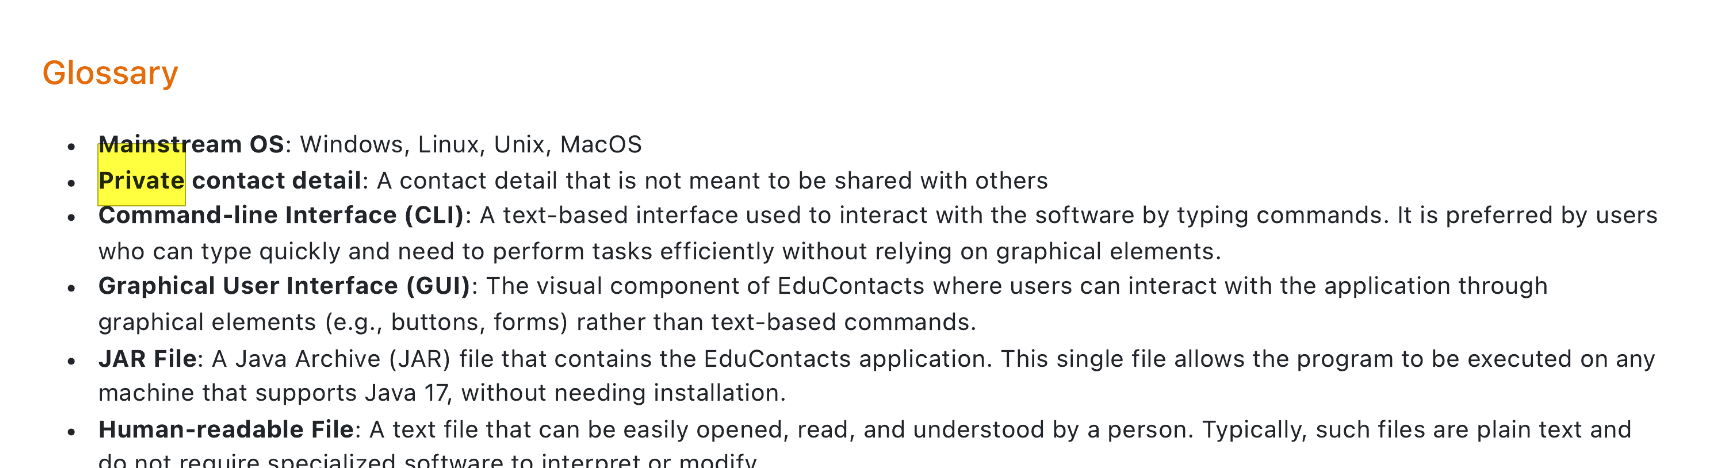 Glossary
Mainstream OS: Windows, Linux, Unix, MacOS
Private contact detail: A contact detail that is not meant to be shared with others
Command-line Interface (CLI): A text-based interface used to interact with the software by typing commands. It is preferred by users
who can type quickly and need to perform tasks efficiently without relying on graphical elements.
Graphical User Interface (GUI): The visual component of EduContacts where users can interact with the application through
graphical elements (e.g., buttons, forms) rather than text-based commands.
JAR File: A Java Archive (JAR) file that contains the EduContacts application. This single file allows the program to be executed on any
machine that supports Java 17, without needing installation.
Human-readable File: A text file that can be easily opened, read, and understood by a person. Typically, such files are plain text and
do not require specialized software to interpret or modify.